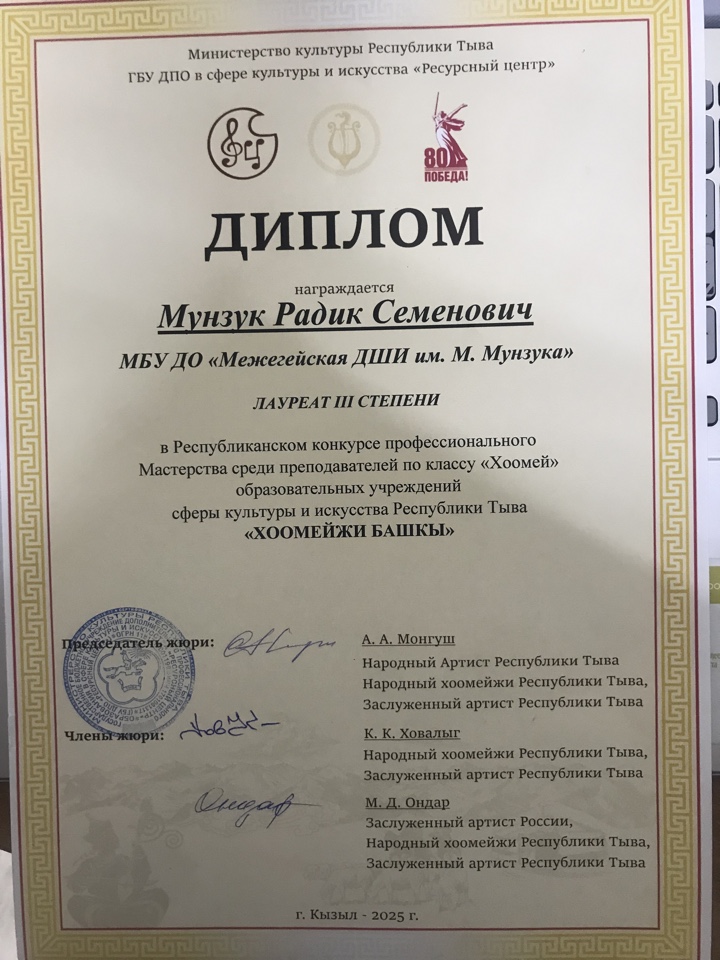 Министерство культуры Республики Тыва
ГБУ ДПО в сфере культуры и искусства «Ресурсный центр»
80
ПОБЕДА!
ДИПЛОМ
награждается
Мунзук Радик Семенович
МБУ ДО «Межегейская ДШИ им. М. Мунзука»
ЛАУРЕАТ III СТЕПЕНИ
в Республиканском конкурсе профессионального
Мастерства среди преподавателей по классу «Хоомей»
образовательных учреждений
сферы культуры и искусства Республики Тыва
«ХООМЕЙЖИ БАШКЫ»
Председатель жюри:
А. А. Монгуш
Народный Артист Республики Тыва
Народный хоомейжи Республики Тыва,
Заслуженный артист Республики Тыва
Члены жюри:
К. К. Ховалыг
Народный хоомейжи Республики Тыва,
Заслуженный артист Республики Тыва
Ондар
М. Д. Ондар
Заслуженный артист России,
Народный хоомейжи Республики Тыва,
Заслуженный артист Республики Тыва
г. Кызыл - 2025 г.